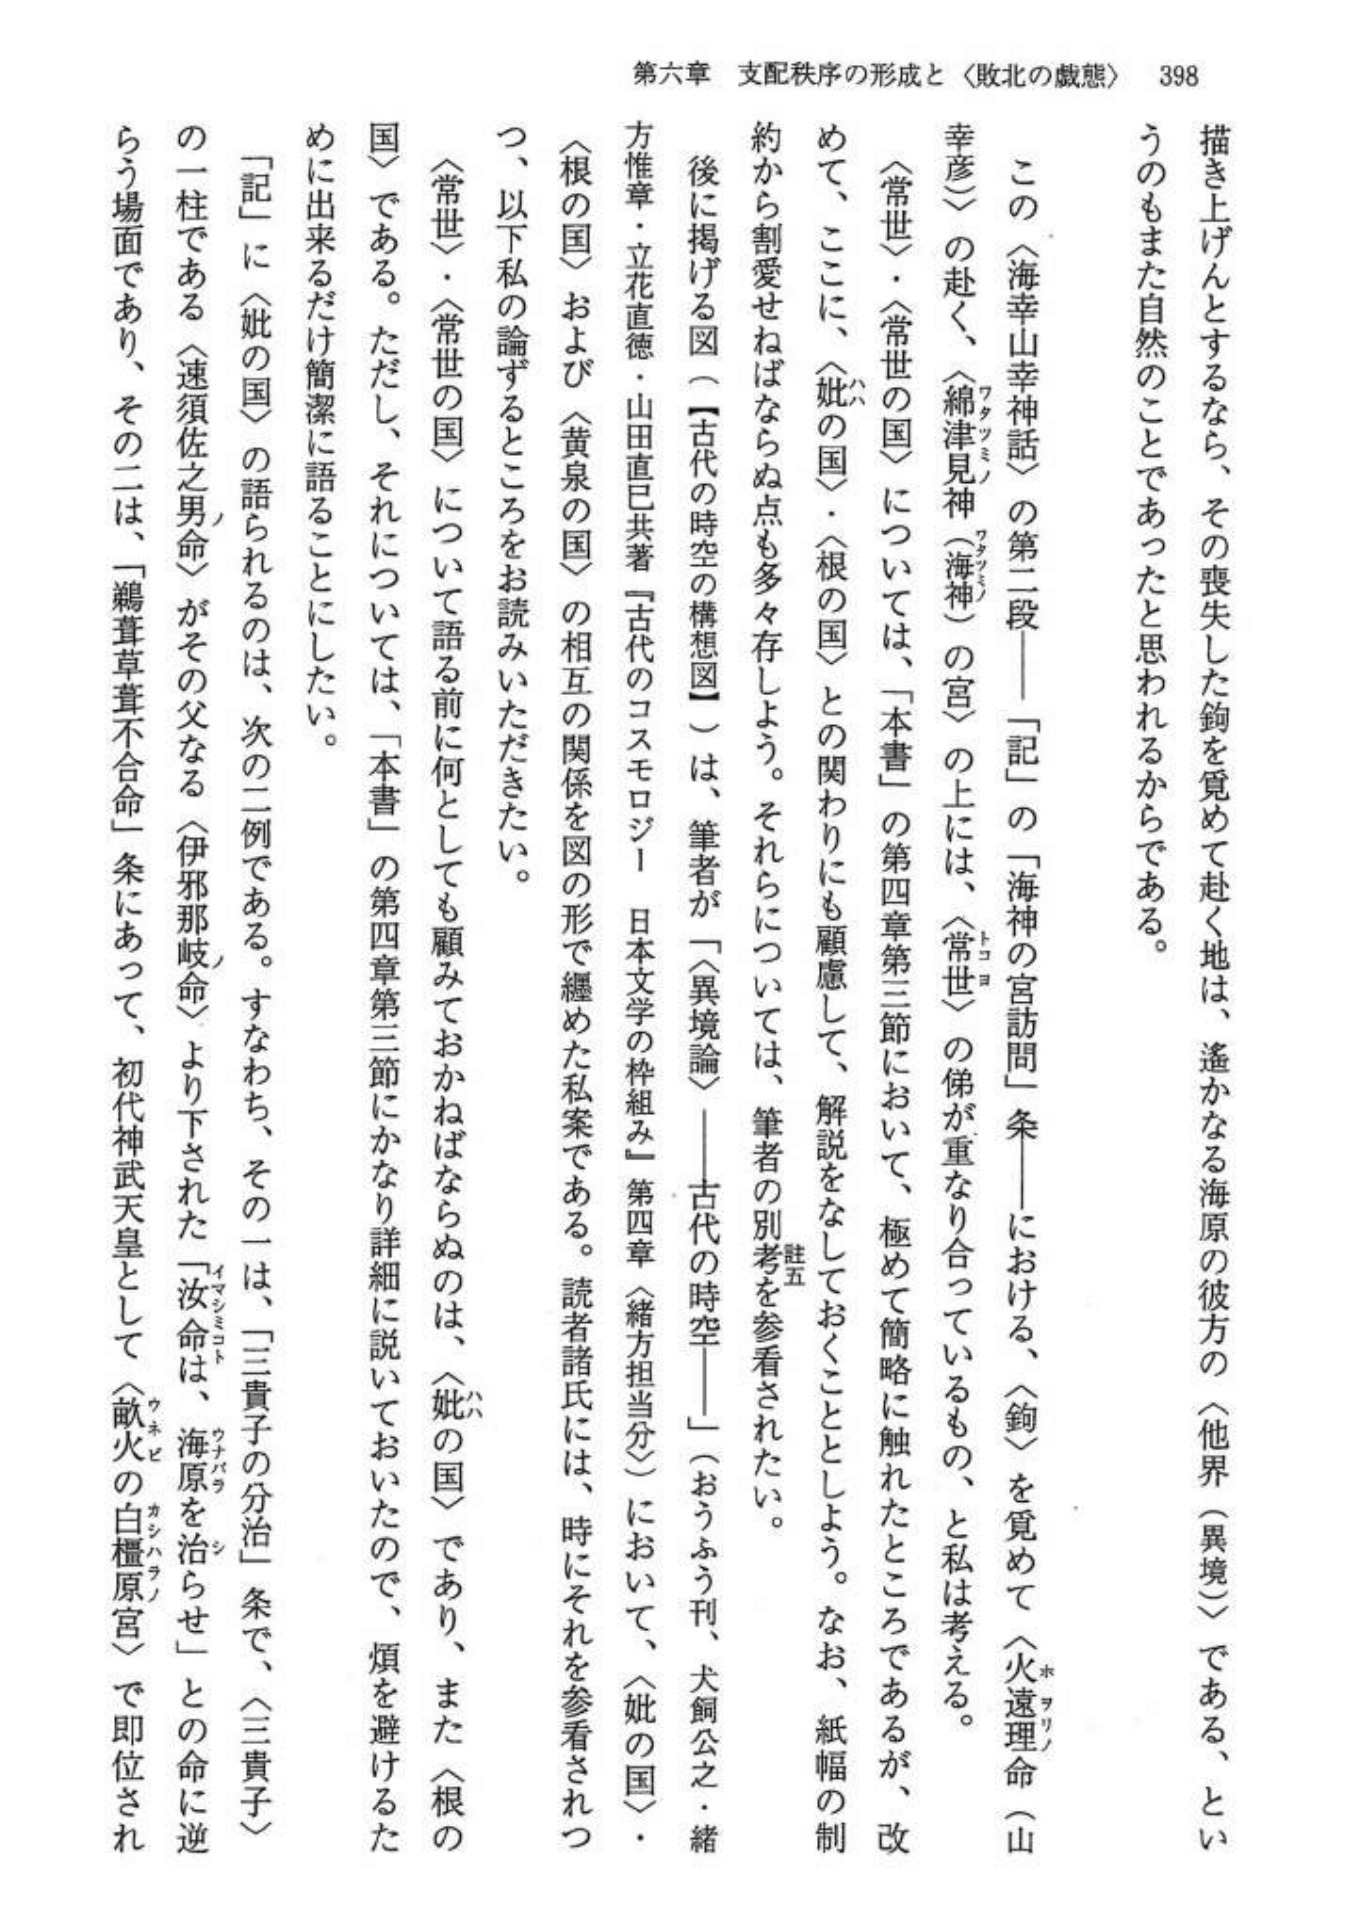 第六章　支配秩序の形成と〈敗北の戯態〉　398
描き上げんとするなら、その喪失した鉤を覓めて赴く地は、遙かなる海原の彼方の〈他界（異境）〉である、とい
うのもまた自然のことであったと思われるからである。
この〈海幸山幸神話〉の第二段――「記」の「海神の宮訪問」条――における、〈鉤〉を覓めて〈火遠理命（山
幸彦）〉の赴く、〈綿津見神（海神）の宮〉の上には、〈常世〉の俤が重なり合っているもの、と私は考える。
〈常世〉・〈常世の国〉については、「本書」の第四章第三節において、極めて簡略に触れたところであるが、改
めて、ここに、〈妣の国〉・〈根の国〉との関わりにも顧慮して、解説をなしておくこととしよう。なお、紙幅の制
約から割愛せねばならぬ点も多々存しよう。それらについては、筆者の別考註五を参看されたい。
後に掲げる図（【古代の時空の構想図】）は、筆者が「〈異境論〉――古代の時空――」（おうふう刊、犬飼公之・緒
方惟章・立花直徳・山田直巳共著『古代のコスモロジー　日本文学の枠組み』第四章〈緒方担当分〉）において、〈妣の国〉・
〈根の国〉および〈黄泉の国〉の相互の関係を図の形で纒めた私案である。読者諸氏には、時にそれを参看されつ
つ、以下私の論ずるところをお読みいただきたい。
〈常世〉・〈常世の国〉について語る前に何としても顧みておかねばならぬのは、〈妣の国〉であり、また〈根の
国〉である。ただし、それについては、「本書」の第四章第三節にかなり詳細に説いておいたので、煩を避けるた
めに出来るだけ簡潔に語ることにしたい。
「記」に〈妣の国〉の語られるのは、次の二例である。すなわち、その一は、「三貴子の分治」条で、〈三貴子〉
の一柱である〈速須佐之男命〉がその父なる〈伊邪那岐命〉より下された「汝命は、海原を治らせ」との命に逆
らう場面であり、その二は、「鵜葺草葺不合命」条にあって、初代神武天皇として〈畝火の白檮原宮〉で即位され